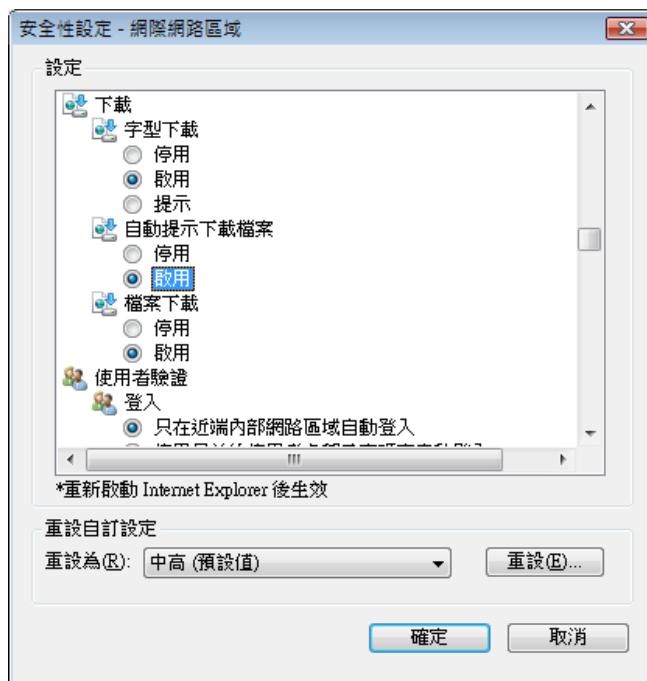 安全性設定 - 網際網路區域
設定
下載
字型下載
停用
啟用
提示
自動提示下載檔案
停用
啟用
檔案下載
停用
啟用
使用者驗證
登入
只在近端內部網路區域自動登入
*重新啟動 Internet Explorer 後生效
重設自訂設定
重設為(R): 中高 (預設值) 重設(E)...
確定 取消